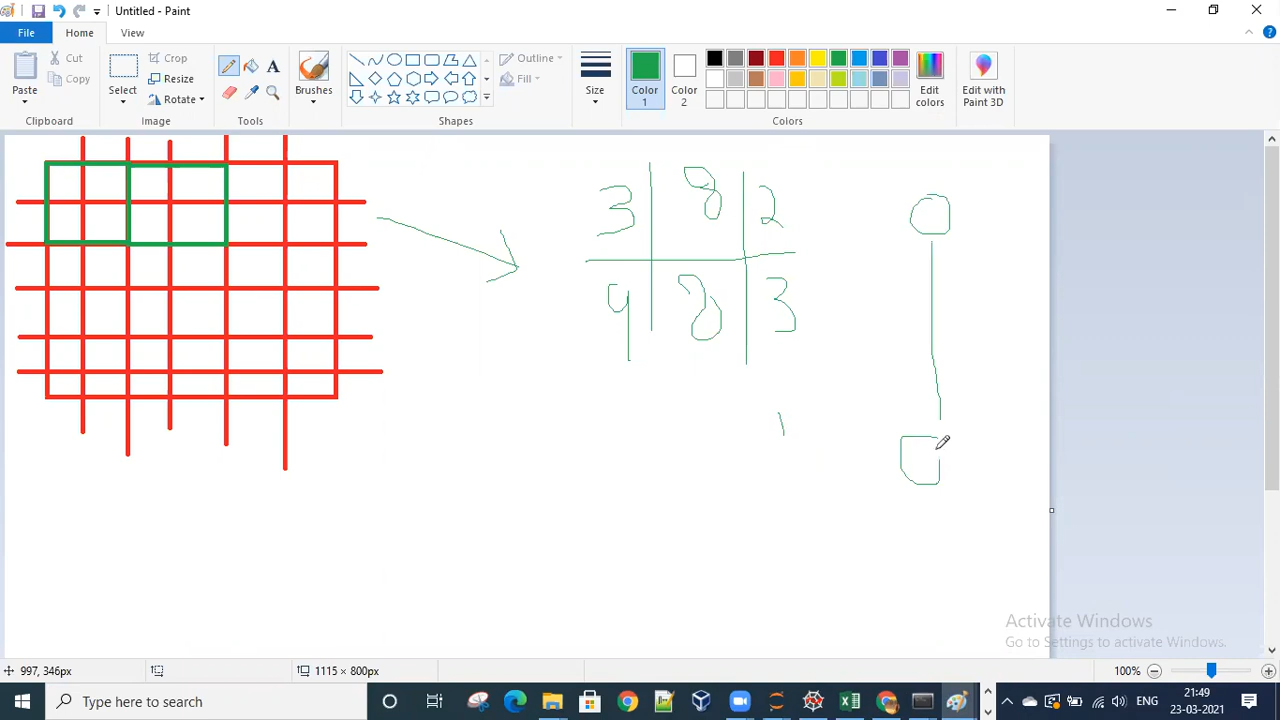 Untitled - Paint
File Home View
Paste
Cut
Copy
Clipboard
Select
Crop
Resize
Rotate
Image
A
Tools
Brushes
Shapes
Outline
Fill
Size
Color 1
Color 2
Edit colors
Edit with Paint 3D
Colors
3 8 2
9 8 3
Activate Windows
Go to Settings to activate Windows.
997, 346px
1115 × 800px
100%
Type here to search
ENG
21:49
23-03-2021